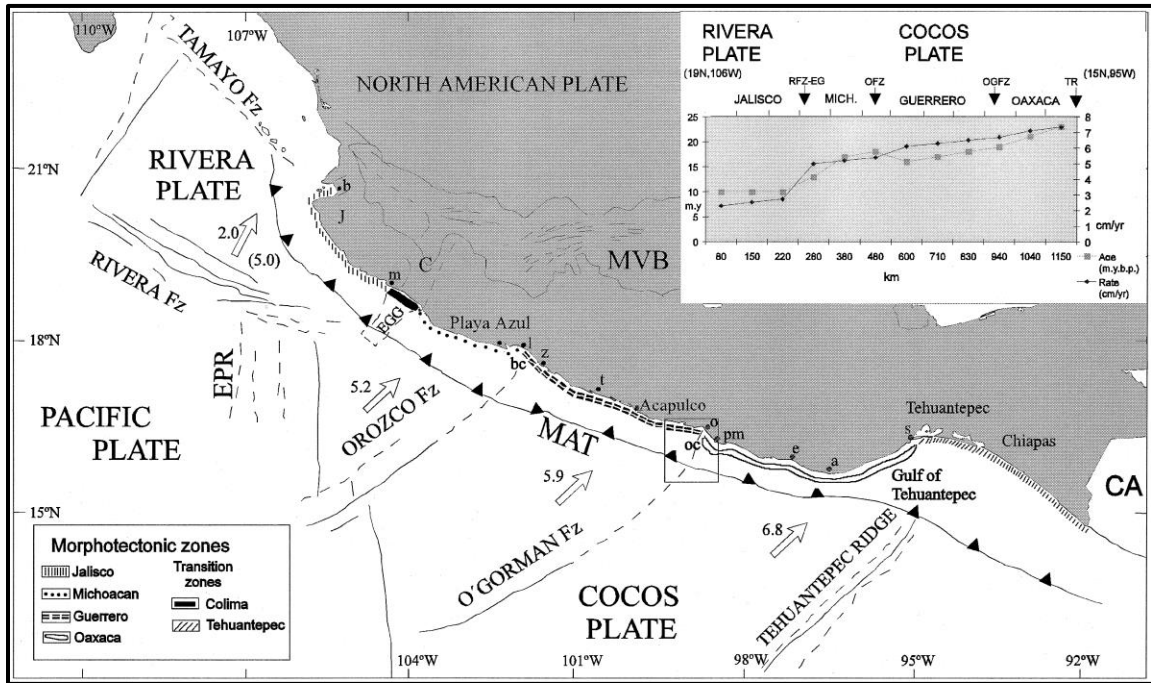 110°W
107°W
TAMAYO Fz
NORTH AMERICAN PLATE
21°N
RIVERA
PLATE
b
J
2.0
(5.0)
RIVERA Fz
C
MVB
m
EGG
Playa Azul
18°N
l
bc
z
EPR
5.2
t
PACIFIC
PLATE
OROZCO Fz
Acapulco
MAT
o
oc
pm
Tehuantepec
s
Chiapas
e
a
5.9
Gulf of
Tehuantepec
CA
15°N
6.8
O'GORMAN Fz
COCOS
PLATE
TEHUANTEPEC RIDGE
104°W
101°W
98°W
95°W
92°W
Morphotectonic zones
Jalisco
Michoacan
Guerrero
Oaxaca
Transition
zones
Colima
Tehuantepec
RIVERA
PLATE
COCOS
PLATE
(19N,106W)
(15N,95W)
RFZ-EG
OFZ
OGFZ
TR
JALISCO
MICH.
GUERRERO
OAXACA
25
20
15
10
m.y
5
0
8
7
6
5
4
3
2
1
0
cm/yr
80 150 220 280 380 480 600 710 830 940 1040 1150
km
Age
(m.y.b.p.)
Rate
(cm/yr)